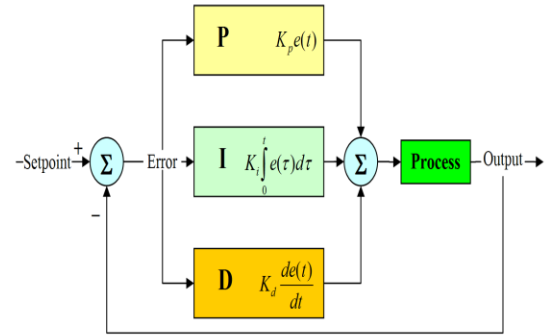 P K_p e(t)
+
–Setpoint Σ Error I K_i ∫_0^t e(τ)dτ Σ Process Output
–
D K_d de(t)/dt